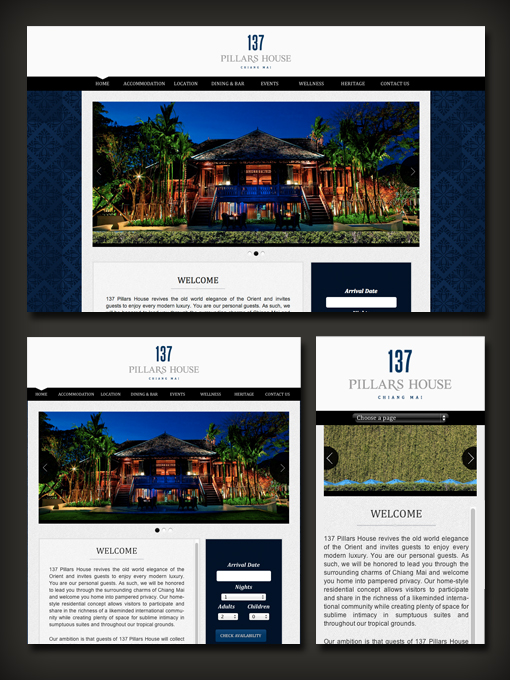 137
PILLARS HOUSE
CHIANG MAI
HOME ACCOMMODATION LOCATION DINING & BAR EVENTS WELLNESS HERITAGE CONTACT US
WELCOME
137 Pillars House revives the old world elegance of the Orient and invites
guests to enjoy every modern luxury. You are our personal guests. As such, we
Arrival Date
137
PILLARS HOUSE
CHIANG MAI
HOME ACCOMMODATION LOCATION DINING & BAR EVENTS WELLNESS HERITAGE CONTACT US
WELCOME
137 Pillars House revives the old world elegance of the
Orient and invites guests to enjoy every modern luxury.
You are our personal guests. As such, we will be honored
to lead you through the surrounding charms of Chiang Mai
and welcome you home into pampered privacy. Our home-
style residential concept allows visitors to participate and
share in the richness of a likeminded international commu-
nity while creating plenty of space for sublime intimacy in
sumptuous suites and throughout our tropical grounds.
Our ambition is that guests of 137 Pillars House will collect
Arrival Date
Nights
1
Adults Children
2 0
CHECK AVAILABILITY
137
PILLARS HOUSE
CHIANG MAI
Choose a page
WELCOME
137 Pillars House revives the old world elegance
of the Orient and invites guests to enjoy every
modern luxury. You are our personal guests. As
such, we will be honored to lead you through the
surrounding charms of Chiang Mai and welcome
you home into pampered privacy. Our home-style
residential concept allows visitors to participate
and share in the richness of a likeminded interna-
tional community while creating plenty of space for
sublime intimacy in sumptuous suites and
throughout our tropical grounds.
Our ambition is that guests of 137 Pillars House